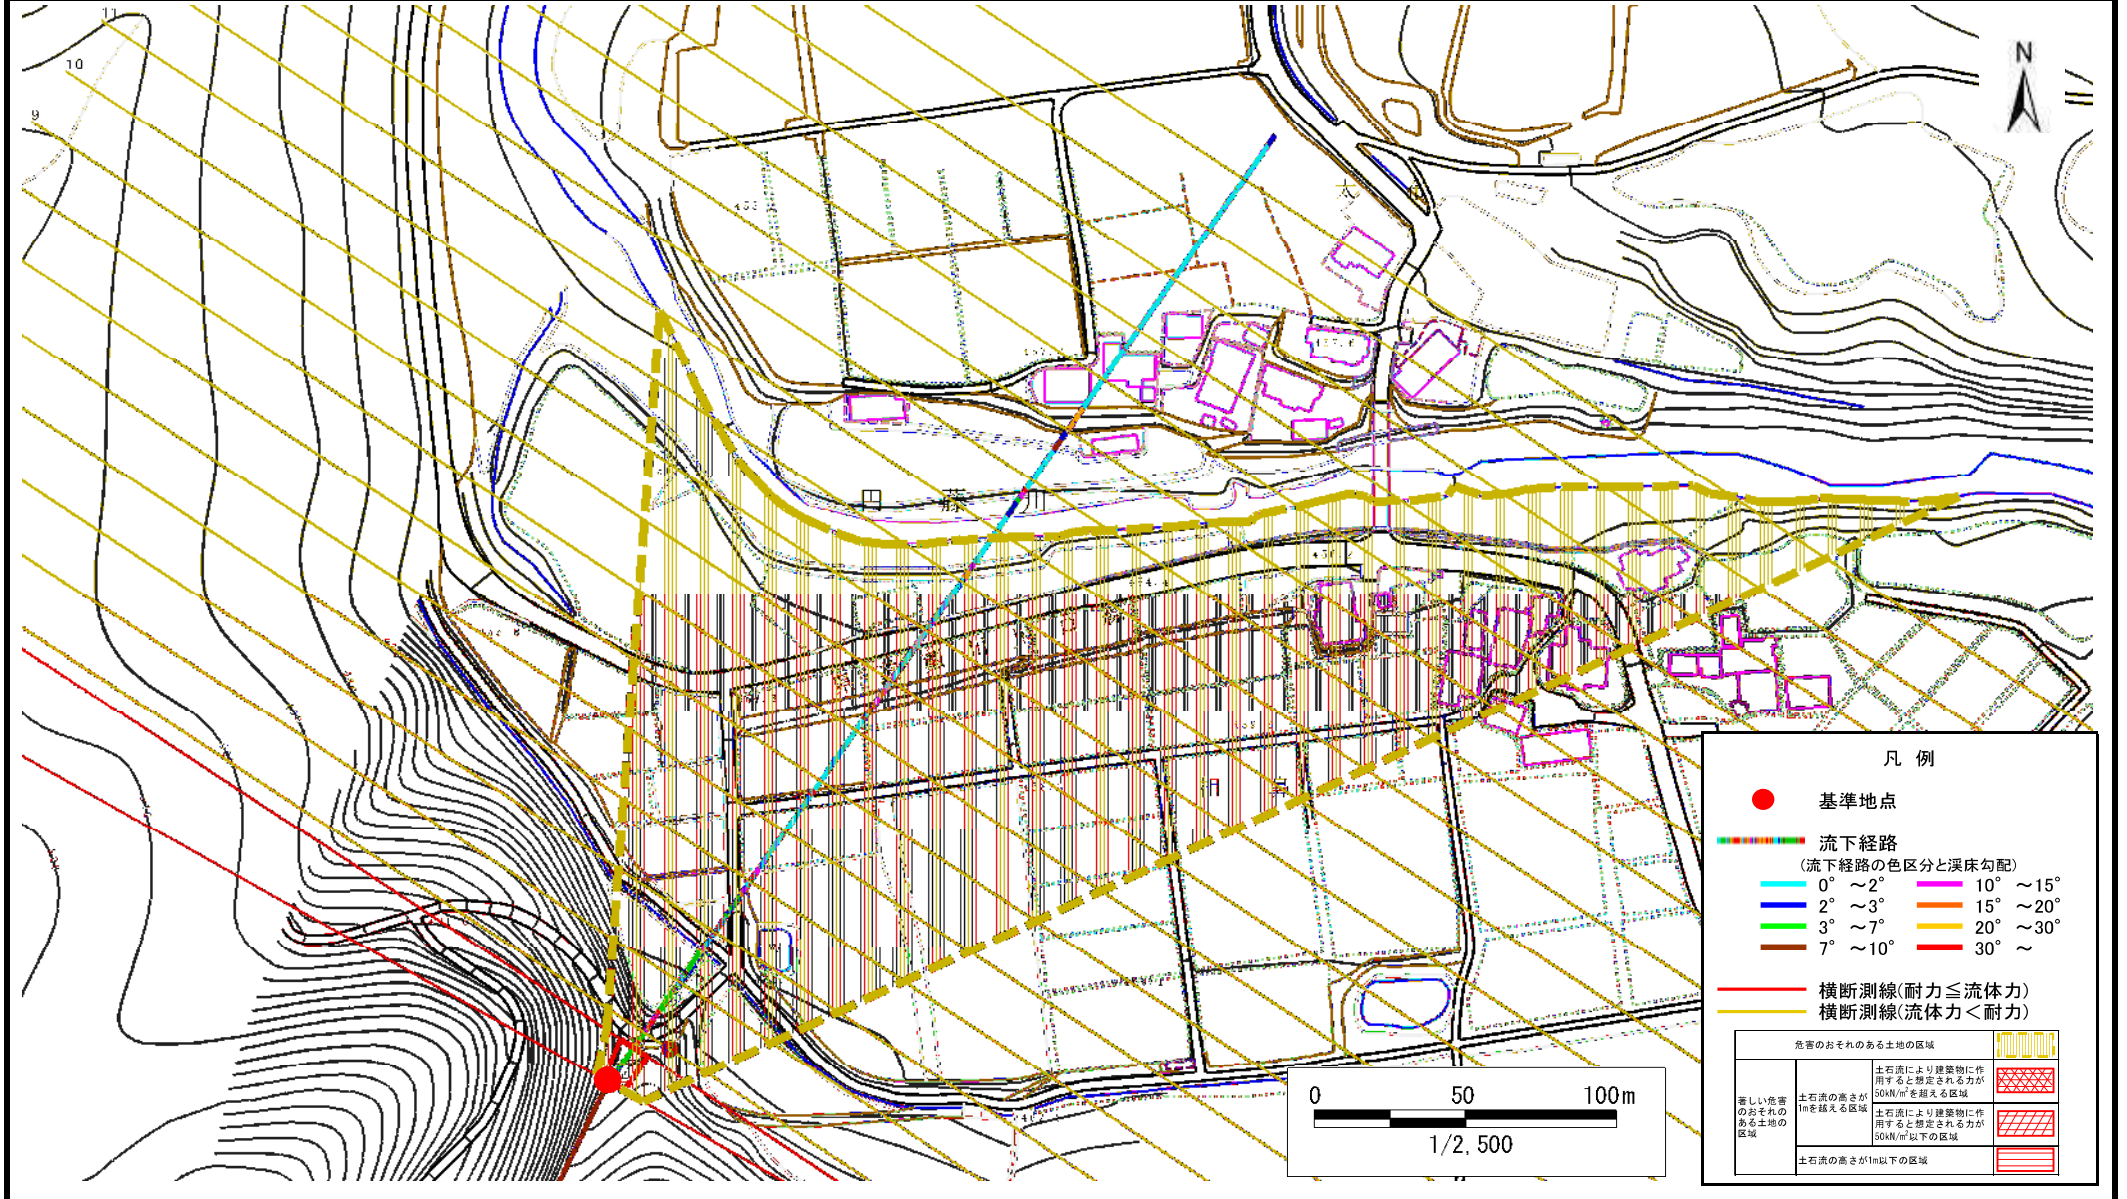 11
10
9
N
田 藤 川
凡 例
基準地点
流下経路
(流下経路の色区分と渓床勾配)
0° ～2° 10° ～15°
2° ～3° 15° ～20°
3° ～7° 20° ～30°
7° ～10° 30° ～
横断測線(耐力≦流体力)
横断測線(流体力＜耐力)
危害のおそれのある土地の区域
著しい危害
のおそれの
ある土地の
区域
土石流の高さが
1mを越える区域
土石流により建築物に作
用すると想定される力が
50kN/m²を超える区域
土石流により建築物に作
用すると想定される力が
50kN/m²以下の区域
土石流の高さが1m以下の区域
0 50 100m
1/2,500